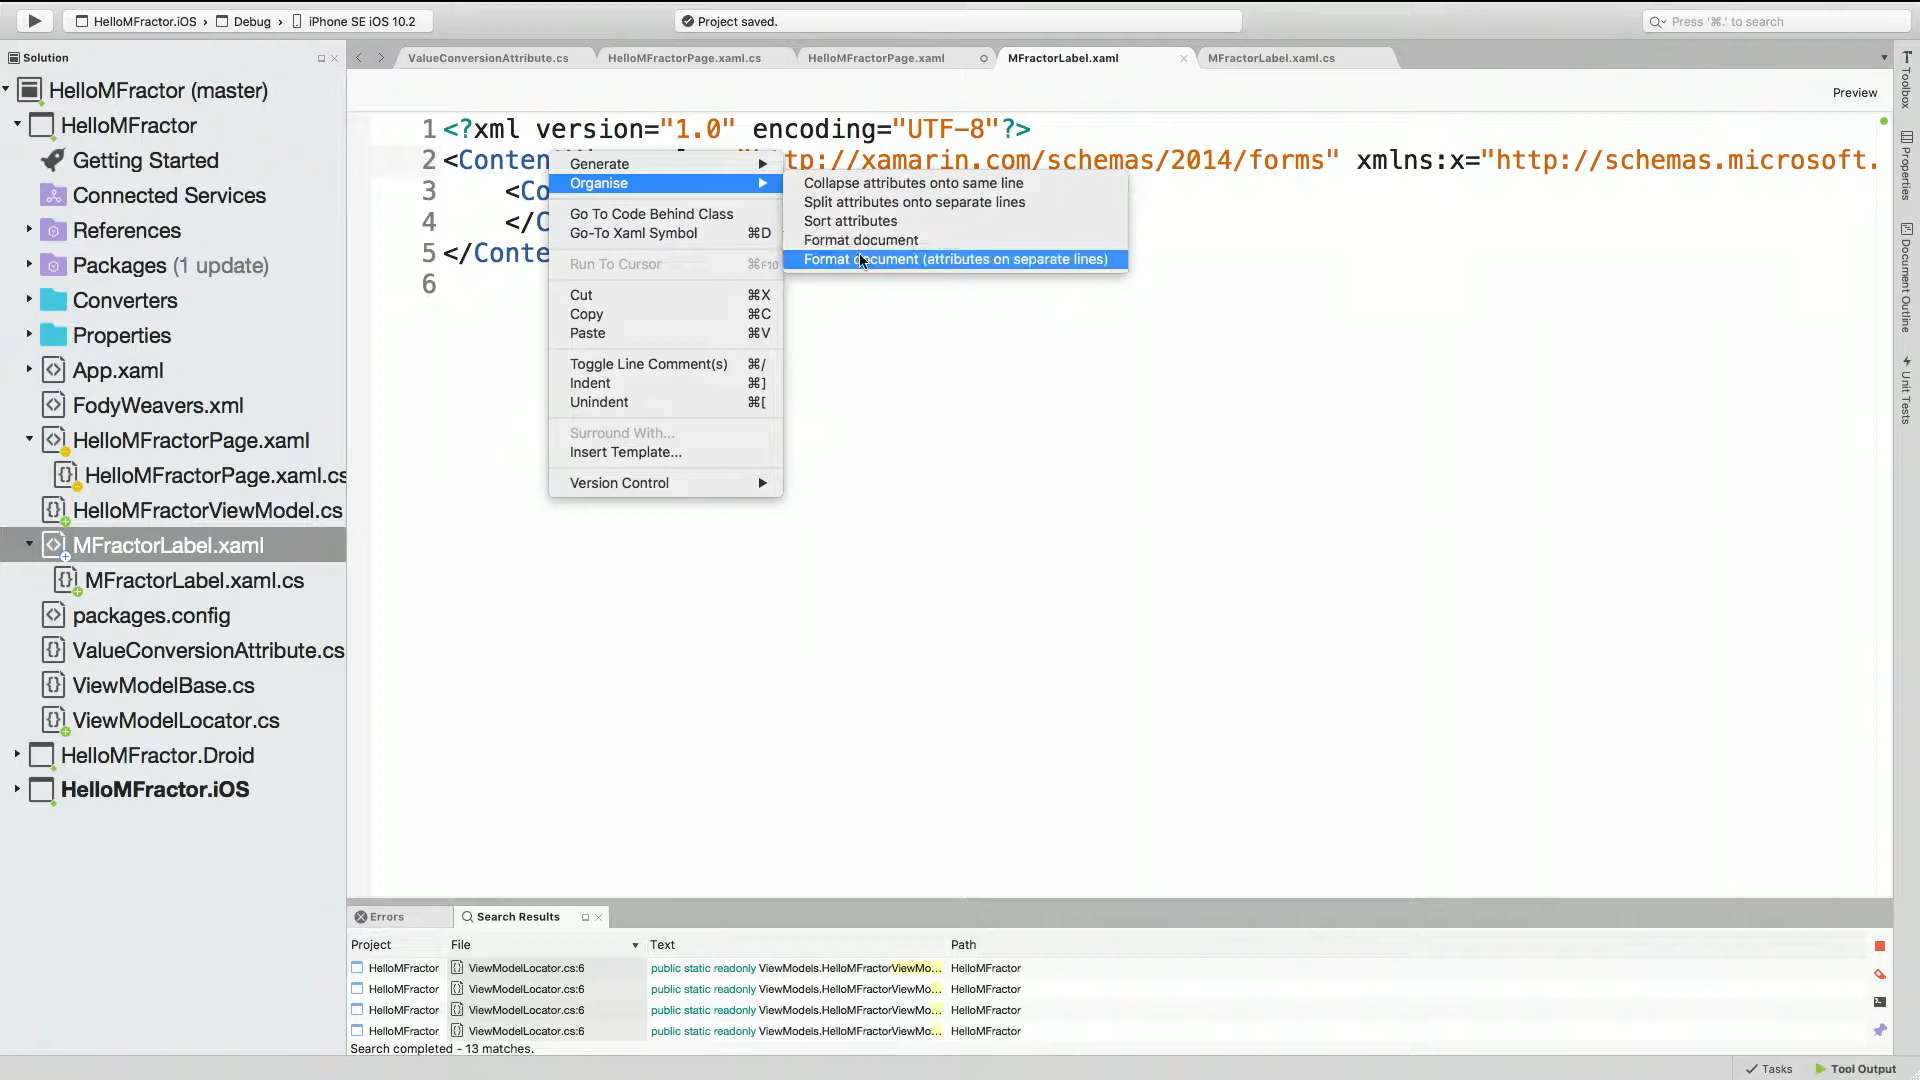 HelloMFractor.iOS › Debug › iPhone SE iOS 10.2
Project saved.
Press '⌘.' to search
Solution
ValueConversionAttribute.cs
HelloMFractorPage.xaml.cs
HelloMFractorPage.xaml
MFractorLabel.xaml
MFractorLabel.xaml.cs
Preview
HelloMFractor (master)
HelloMFractor
Getting Started
Connected Services
References
Packages (1 update)
Converters
Properties
App.xaml
FodyWeavers.xml
HelloMFractorPage.xaml
HelloMFractorPage.xaml.cs
HelloMFractorViewModel.cs
MFractorLabel.xaml
MFractorLabel.xaml.cs
packages.config
ValueConversionAttribute.cs
ViewModelBase.cs
ViewModelLocator.cs
HelloMFractor.Droid
HelloMFractor.iOS
1 <?xml version="1.0" encoding="UTF-8"?>
2 <Conten tp://xamarin.com/schemas/2014/forms" xmlns:x="http://schemas.microsoft.
3 <Co
4 </C
5 </Conte
6
Generate
Organise
Go To Code Behind Class
Go-To Xaml Symbol ⌘D
Run To Cursor ⌘F10
Cut ⌘X
Copy ⌘C
Paste ⌘V
Toggle Line Comment(s) ⌘/
Indent ⌘]
Unindent ⌘[
Surround With...
Insert Template...
Version Control
Collapse attributes onto same line
Split attributes onto separate lines
Sort attributes
Format document
Format document (attributes on separate lines)
Toolbox
Properties
Document Outline
Unit Tests
Errors
Search Results
Project File Text Path
HelloMFractor ViewModelLocator.cs:6 public static readonly ViewModels.HelloMFractorViewMo... HelloMFractor
HelloMFractor ViewModelLocator.cs:6 public static readonly ViewModels.HelloMFractorViewMo... HelloMFractor
HelloMFractor ViewModelLocator.cs:6 public static readonly ViewModels.HelloMFractorViewMo... HelloMFractor
HelloMFractor ViewModelLocator.cs:6 public static readonly ViewModels.HelloMFractorViewMo... HelloMFractor
Search completed - 13 matches.
Tasks
Tool Output